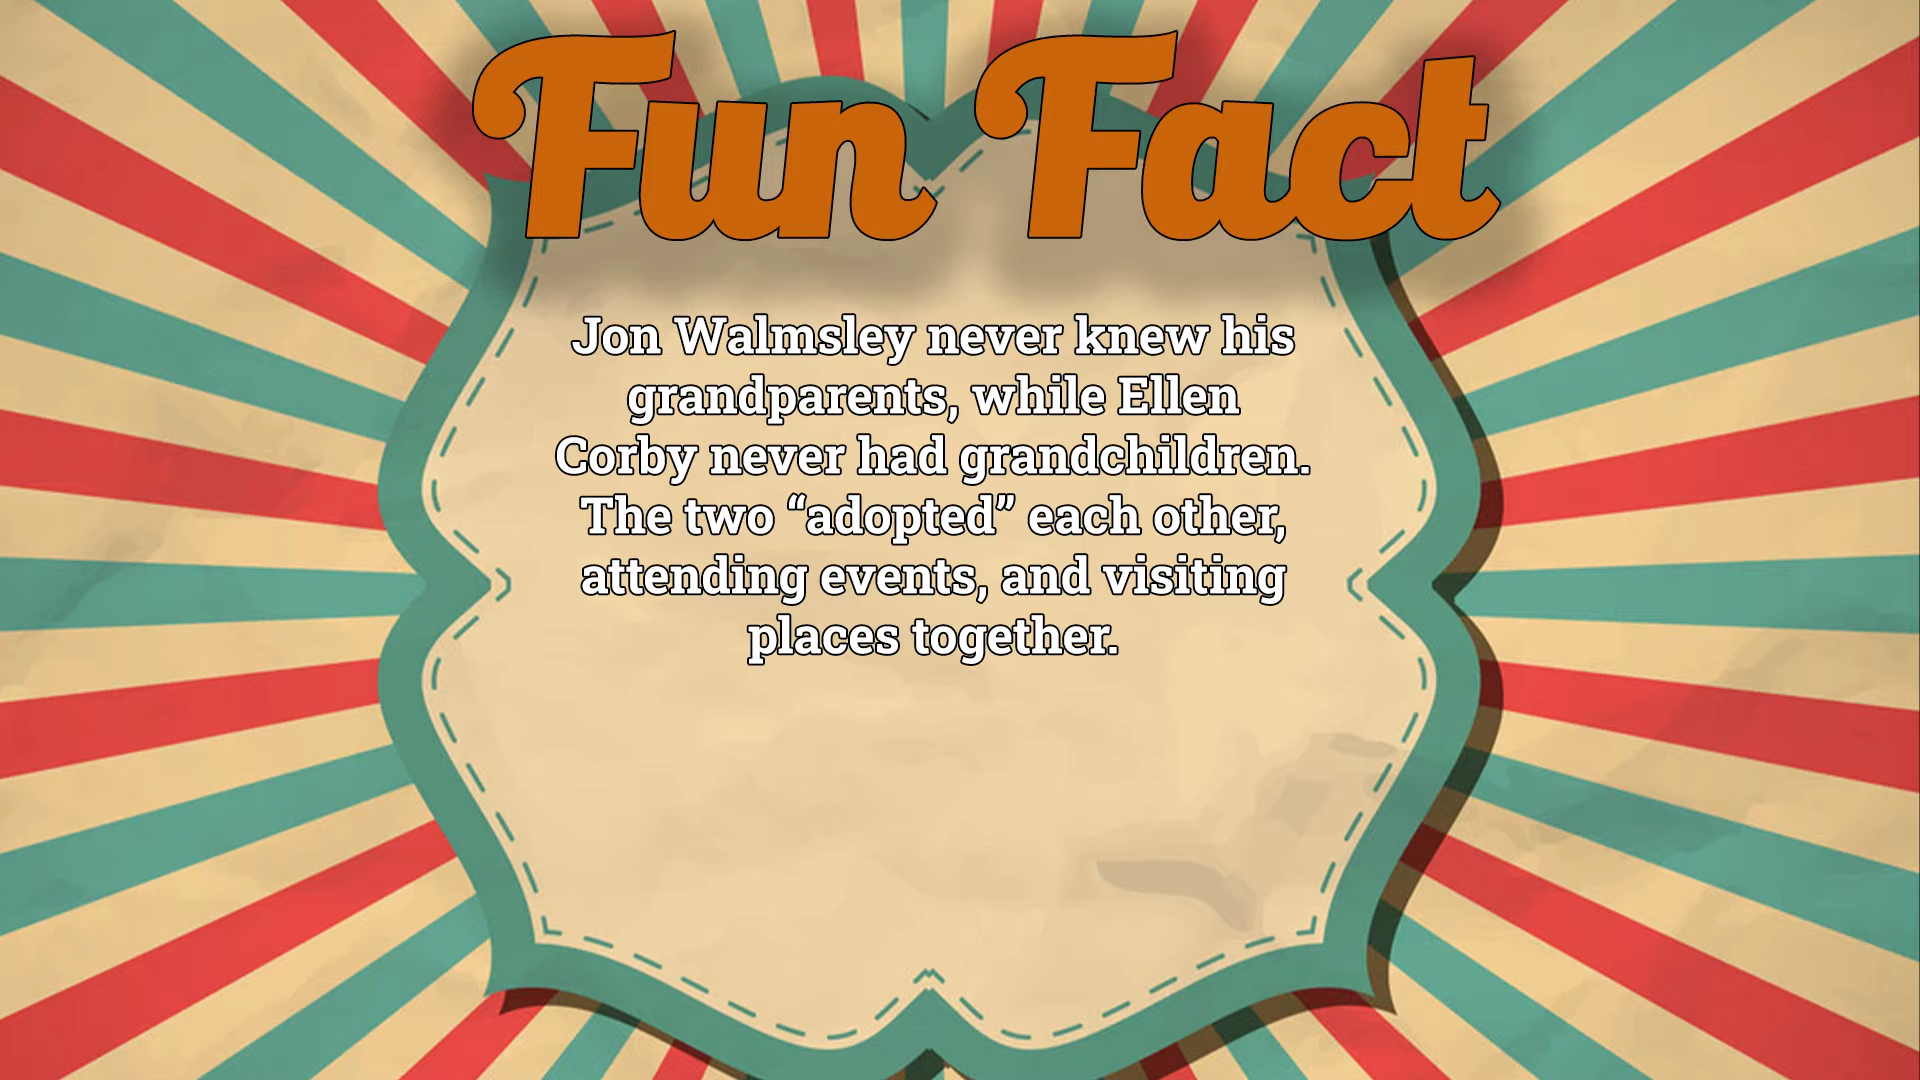 Fun Fact
Jon Walmsley never knew his
grandparents, while Ellen
Corby never had grandchildren.
The two “adopted” each other,
attending events, and visiting
places together.